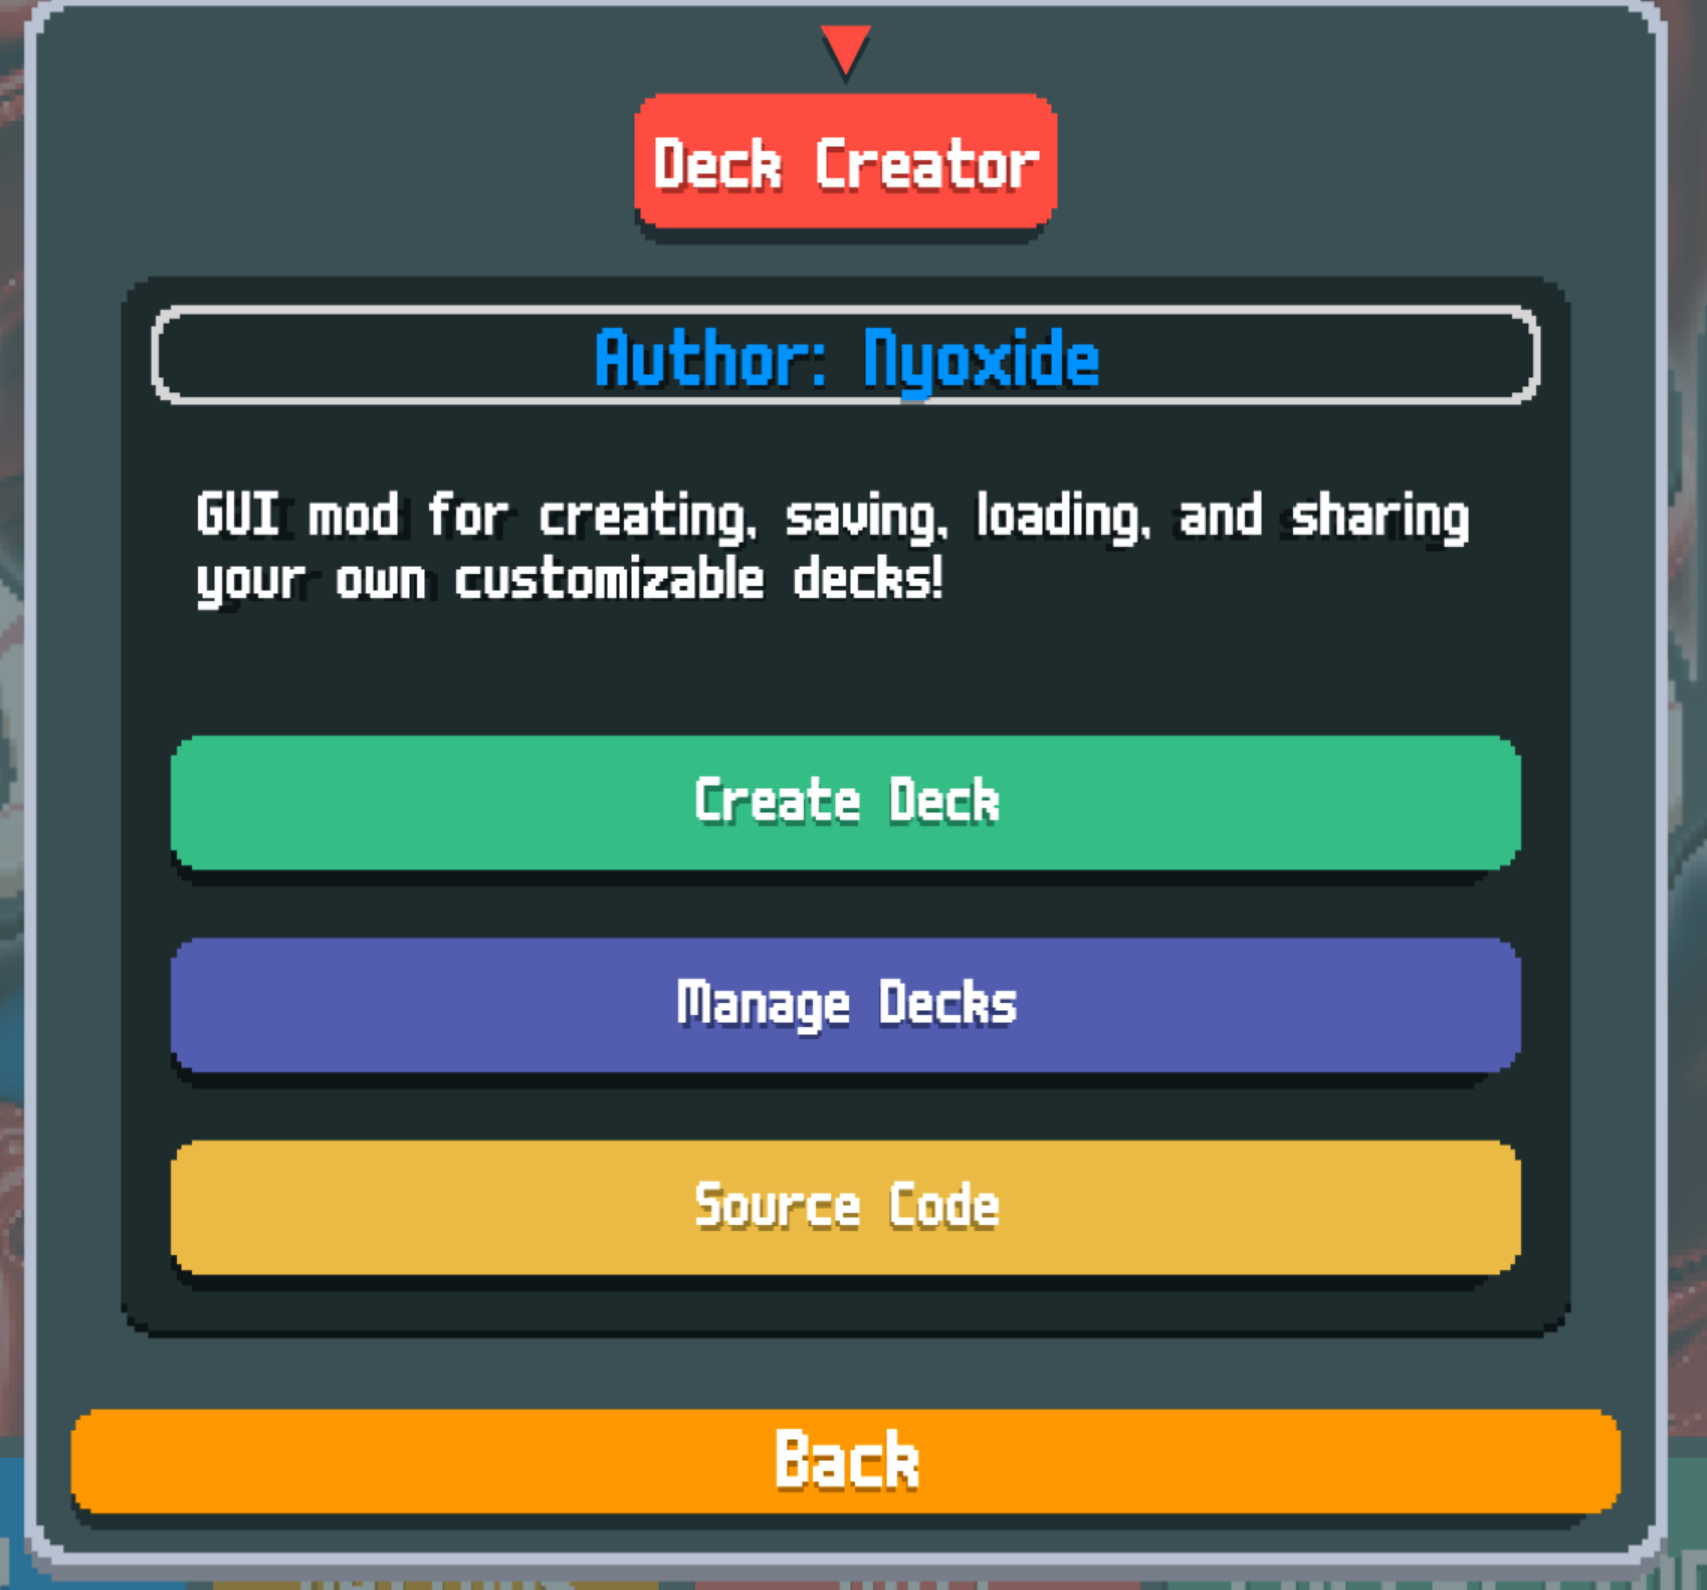 Deck Creator
Author: Nyoxide
GUI mod for creating, saving, loading, and sharing
your own customizable decks!
Create Deck
Manage Decks
Source Code
Back